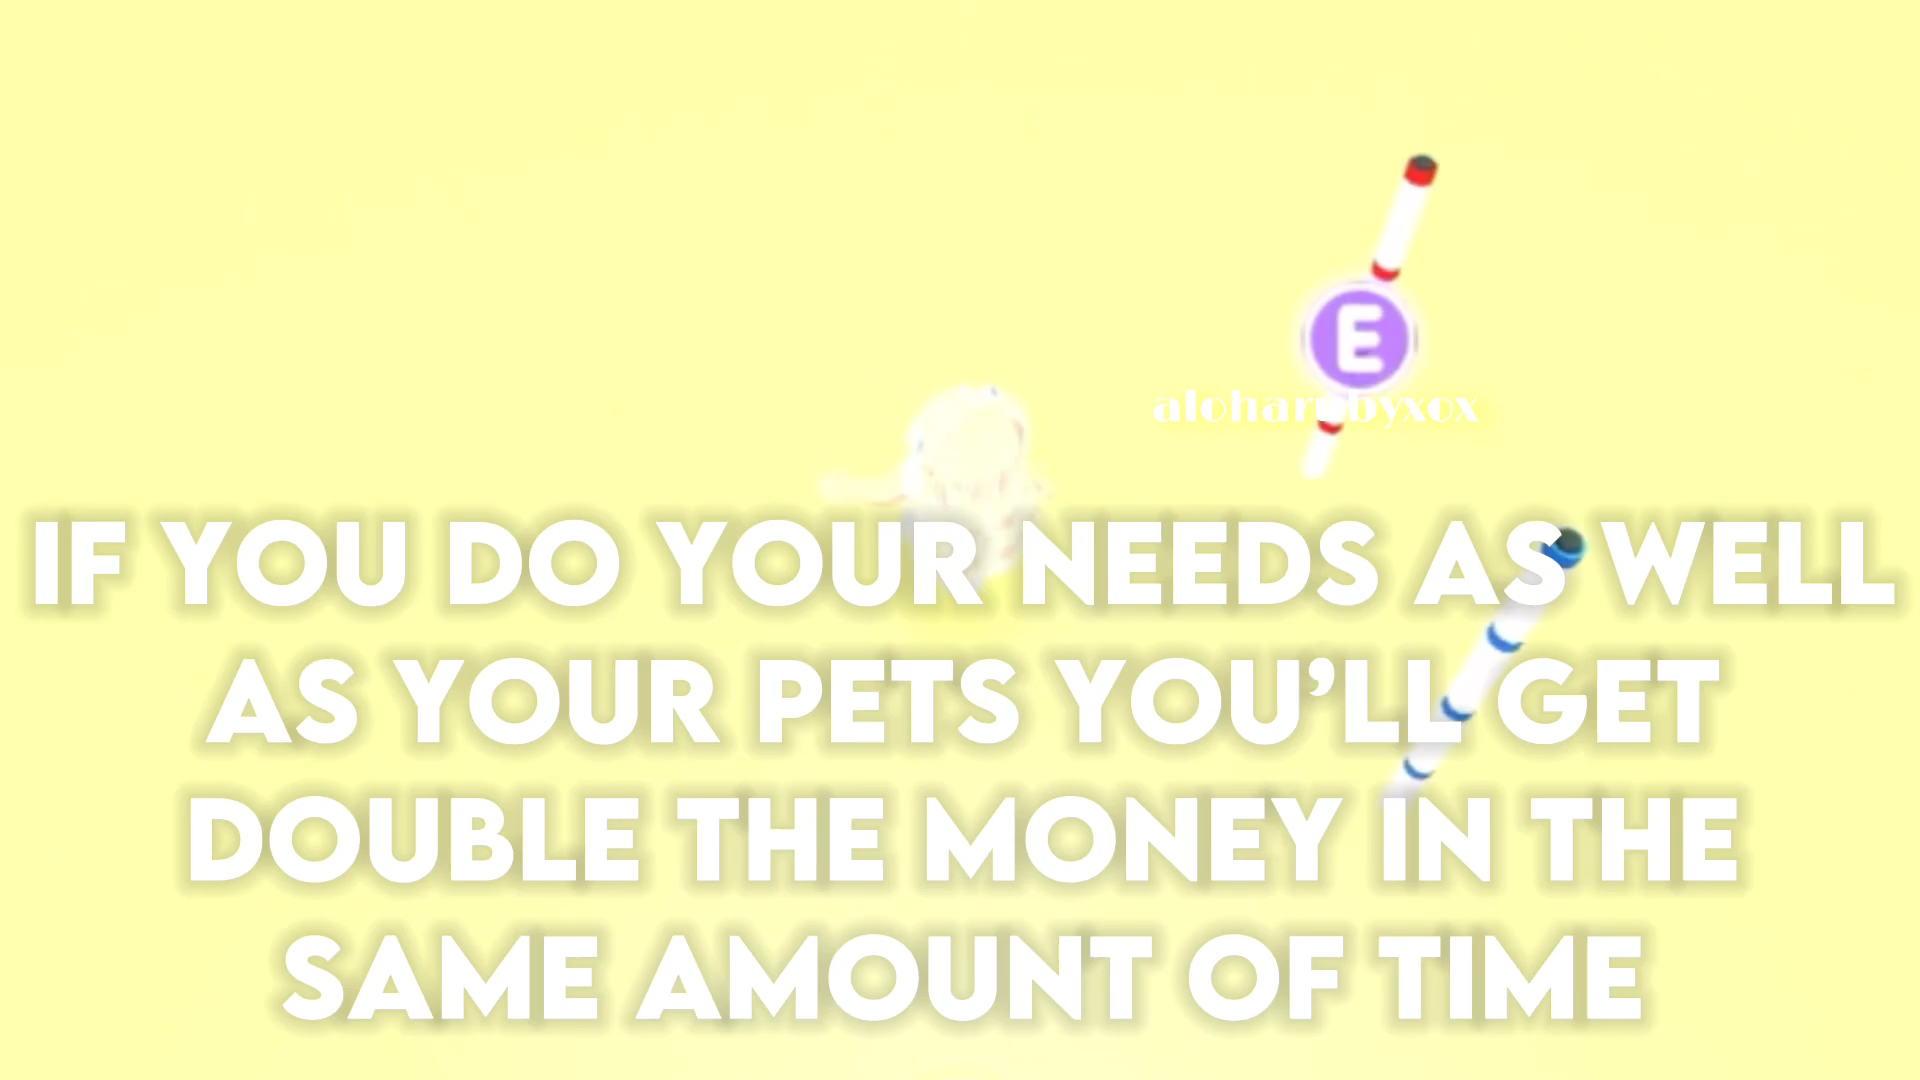 E
aloharubyxox
IF YOU DO YOUR NEEDS AS WELL
AS YOUR PETS YOU’LL GET
DOUBLE THE MONEY IN THE
SAME AMOUNT OF TIME